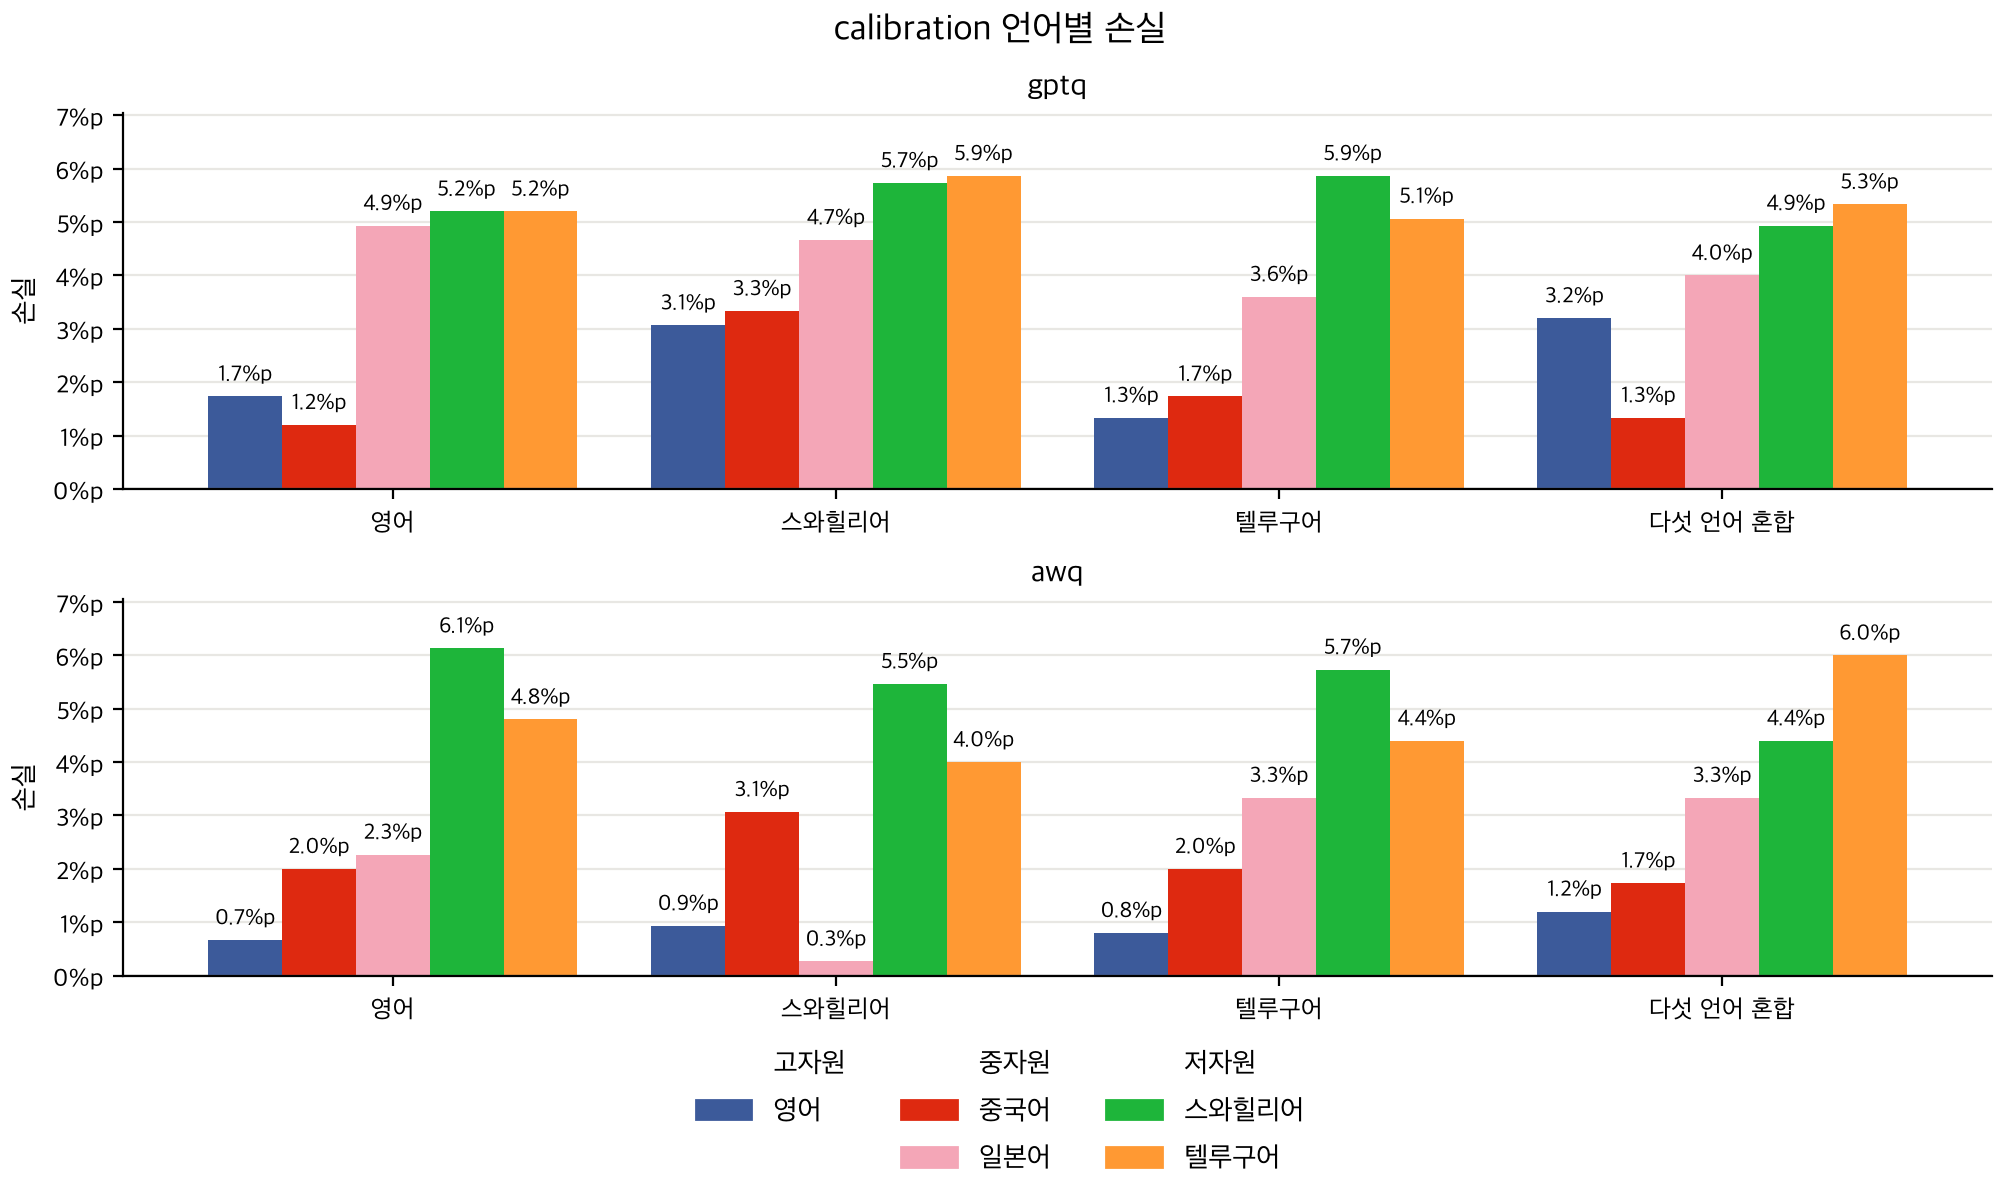 calibration 언어별 손실
gptq
손실
7%p
6%p
5%p
4%p
3%p
2%p
1%p
0%p
1.7%p 1.2%p 4.9%p 5.2%p 5.2%p
3.1%p 3.3%p 4.7%p 5.7%p 5.9%p
1.3%p 1.7%p 3.6%p 5.9%p 5.1%p
3.2%p 1.3%p 4.0%p 4.9%p 5.3%p
영어 스와힐리어 텔루구어 다섯 언어 혼합
awq
손실
7%p
6%p
5%p
4%p
3%p
2%p
1%p
0%p
0.7%p 2.0%p 2.3%p 6.1%p 4.8%p
0.9%p 3.1%p 0.3%p 5.5%p 4.0%p
0.8%p 2.0%p 3.3%p 5.7%p 4.4%p
1.2%p 1.7%p 3.3%p 4.4%p 6.0%p
영어 스와힐리어 텔루구어 다섯 언어 혼합
고자원 중자원 저자원
영어 중국어 스와힐리어
일본어 텔루구어